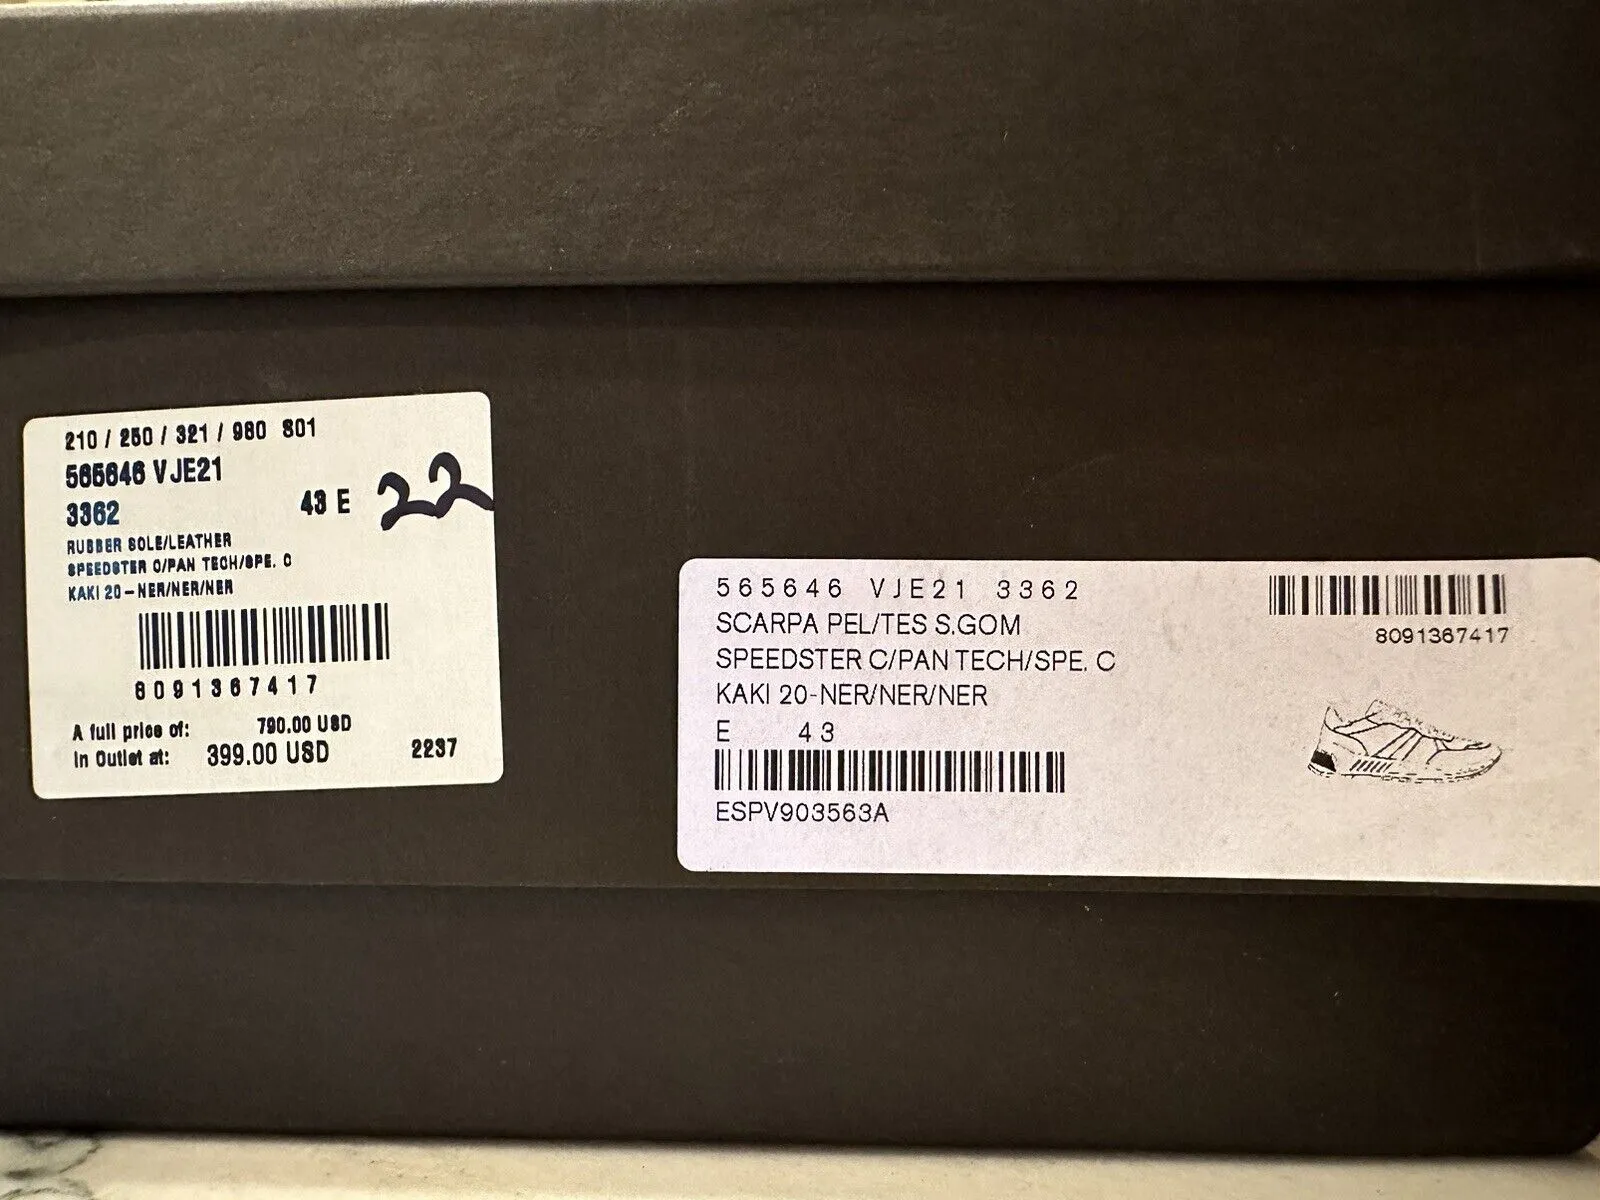 210 / 250 / 321 / 980 801
565646 VJE21
3362
43 E
22
RUBBER SOLE/LEATHER
SPEEDSTER C/PAN TECH/SPE. C
KAKI 20-NER/NER/NER
8091367417
A full price of: 790.00 USD
In Outlet at: 399.00 USD
2237
565646 VJE21 3362
SCARPA PEL/TES S.GOM
SPEEDSTER C/PAN TECH/SPE. C
KAKI 20-NER/NER/NER
E 43
ESPV903563A
8091367417